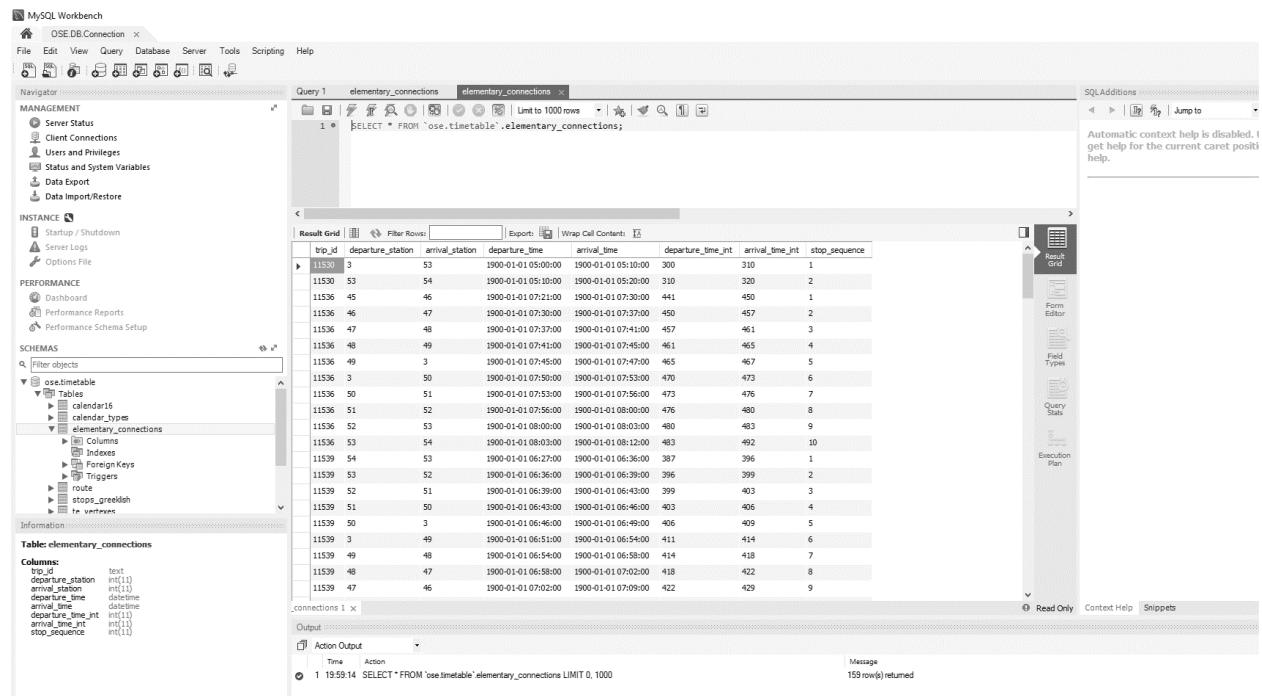 MySQL Workbench
OSE.DB.Connection ×
File Edit View Query Database Server Tools Scripting Help
Navigator
MANAGEMENT
Server Status
Client Connections
Users and Privileges
Status and System Variables
Data Export
Data Import/Restore
INSTANCE
Startup / Shutdown
Server Logs
Options File
PERFORMANCE
Dashboard
Performance Reports
Performance Schema Setup
SCHEMAS
Filter objects
ose.timetable
Tables
calendar16
calendar_types
elementary_connections
Columns
Indexes
Foreign Keys
Triggers
route
stops_greeklish
te_vertexes
Information
Table: elementary_connections
Columns:
trip_id text
departure_station int(11)
arrival_station int(11)
departure_time datetime
arrival_time datetime
departure_time_int int(11)
arrival_time_int int(11)
stop_sequence int(11)
Query 1 elementary_connections elementary_connections ×
Limit to 1000 rows
1 SELECT * FROM `ose.timetable`.elementary_connections;
Result Grid Filter Rows: Export: Wrap Cell Content:
trip_id departure_station arrival_station departure_time arrival_time departure_time_int arrival_time_int stop_sequence
11530 3 53 1900-01-01 05:00:00 1900-01-01 05:10:00 300 310 1
11530 53 54 1900-01-01 05:10:00 1900-01-01 05:20:00 310 320 2
11536 45 46 1900-01-01 07:21:00 1900-01-01 07:30:00 441 450 1
11536 46 47 1900-01-01 07:30:00 1900-01-01 07:37:00 450 457 2
11536 47 48 1900-01-01 07:37:00 1900-01-01 07:41:00 457 461 3
11536 48 49 1900-01-01 07:41:00 1900-01-01 07:45:00 461 465 4
11536 49 3 1900-01-01 07:45:00 1900-01-01 07:47:00 465 467 5
11536 3 50 1900-01-01 07:50:00 1900-01-01 07:53:00 470 473 6
11536 50 51 1900-01-01 07:53:00 1900-01-01 07:56:00 473 476 7
11536 51 52 1900-01-01 07:56:00 1900-01-01 08:00:00 476 480 8
11536 52 53 1900-01-01 08:00:00 1900-01-01 08:03:00 480 483 9
11536 53 54 1900-01-01 08:03:00 1900-01-01 08:12:00 483 492 10
11539 54 53 1900-01-01 06:27:00 1900-01-01 06:36:00 387 396 1
11539 53 52 1900-01-01 06:36:00 1900-01-01 06:39:00 396 399 2
11539 52 51 1900-01-01 06:39:00 1900-01-01 06:43:00 399 403 3
11539 51 50 1900-01-01 06:43:00 1900-01-01 06:46:00 403 406 4
11539 50 3 1900-01-01 06:46:00 1900-01-01 06:49:00 406 409 5
11539 3 49 1900-01-01 06:51:00 1900-01-01 06:54:00 411 414 6
11539 49 48 1900-01-01 06:54:00 1900-01-01 06:58:00 414 418 7
11539 48 47 1900-01-01 06:58:00 1900-01-01 07:02:00 418 422 8
11539 47 46 1900-01-01 07:02:00 1900-01-01 07:09:00 422 429 9
Result
Grid
Form
Editor
Field
Types
Query
Stats
Execution
Plan
_connections 1 ×
Read Only
Output
Action Output
Time Action Message
1 19:59:14 SELECT * FROM `ose.timetable`.elementary_connections LIMIT 0, 1000 159 row(s) returned
SQLAdditions
Jump to
Automatic context help is disabled.
get help for the current caret positi
help.
Context Help Snippets